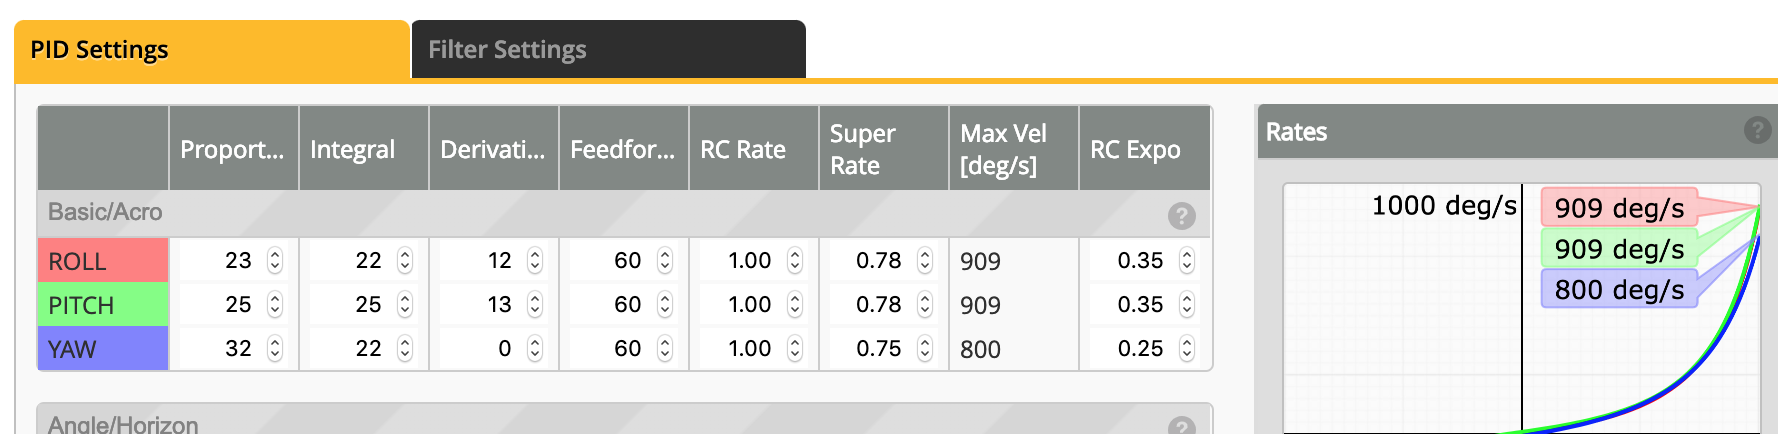 PID Settings Filter Settings
Proport... Integral Derivati... Feedfor... RC Rate Super Rate Max Vel [deg/s] RC Expo
Basic/Acro ?
ROLL 23 22 12 60 1.00 0.78 909 0.35
PITCH 25 25 13 60 1.00 0.78 909 0.35
YAW 32 22 0 60 1.00 0.75 800 0.25
Angle/Horizon ?
Rates ?
1000 deg/s
909 deg/s
909 deg/s
800 deg/s